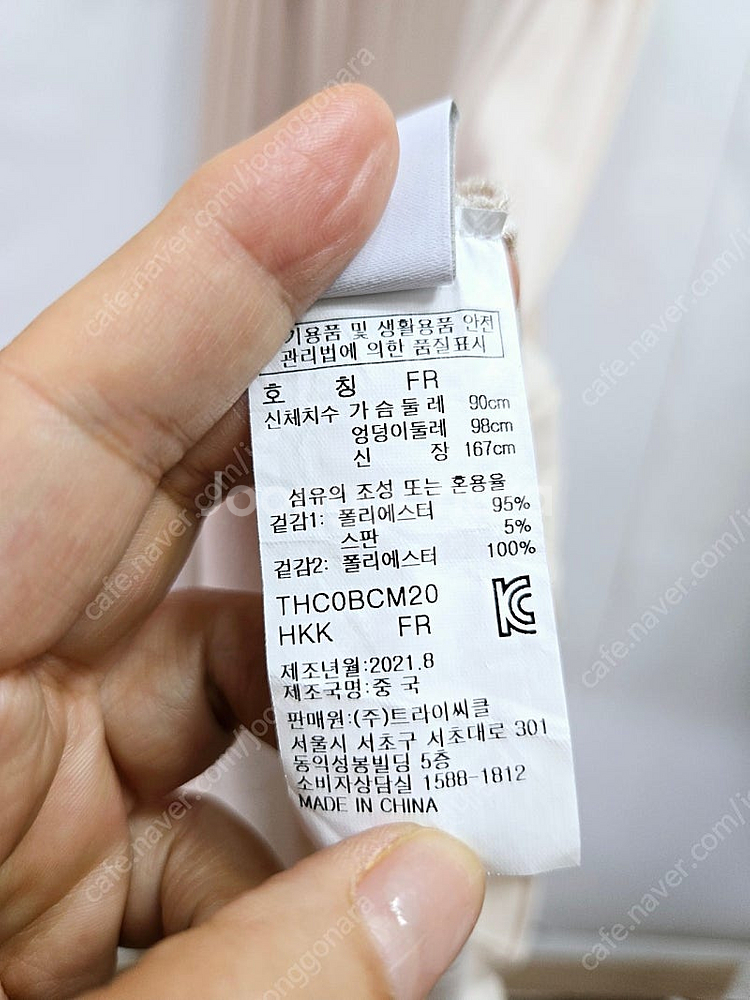 기용품 및 생활용품 안전
관리법에 의한 품질표시
호 칭 FR
신체치수 가슴둘레 90cm
엉덩이둘레 98cm
신 장 167cm
섬유의 조성 또는 혼용율
겉감1: 폴리에스터 95%
스판 5%
겉감2: 폴리에스터 100%
THC0BCM20
HKK FR
제조년월:2021.8
제조국명:중 국
판매원:(주)트라이씨클
서울시 서초구 서초대로 301
동익성봉빌딩 5층
소비자상담실 1588-1812
MADE IN CHINA
cafe.naver.com/joonggonara